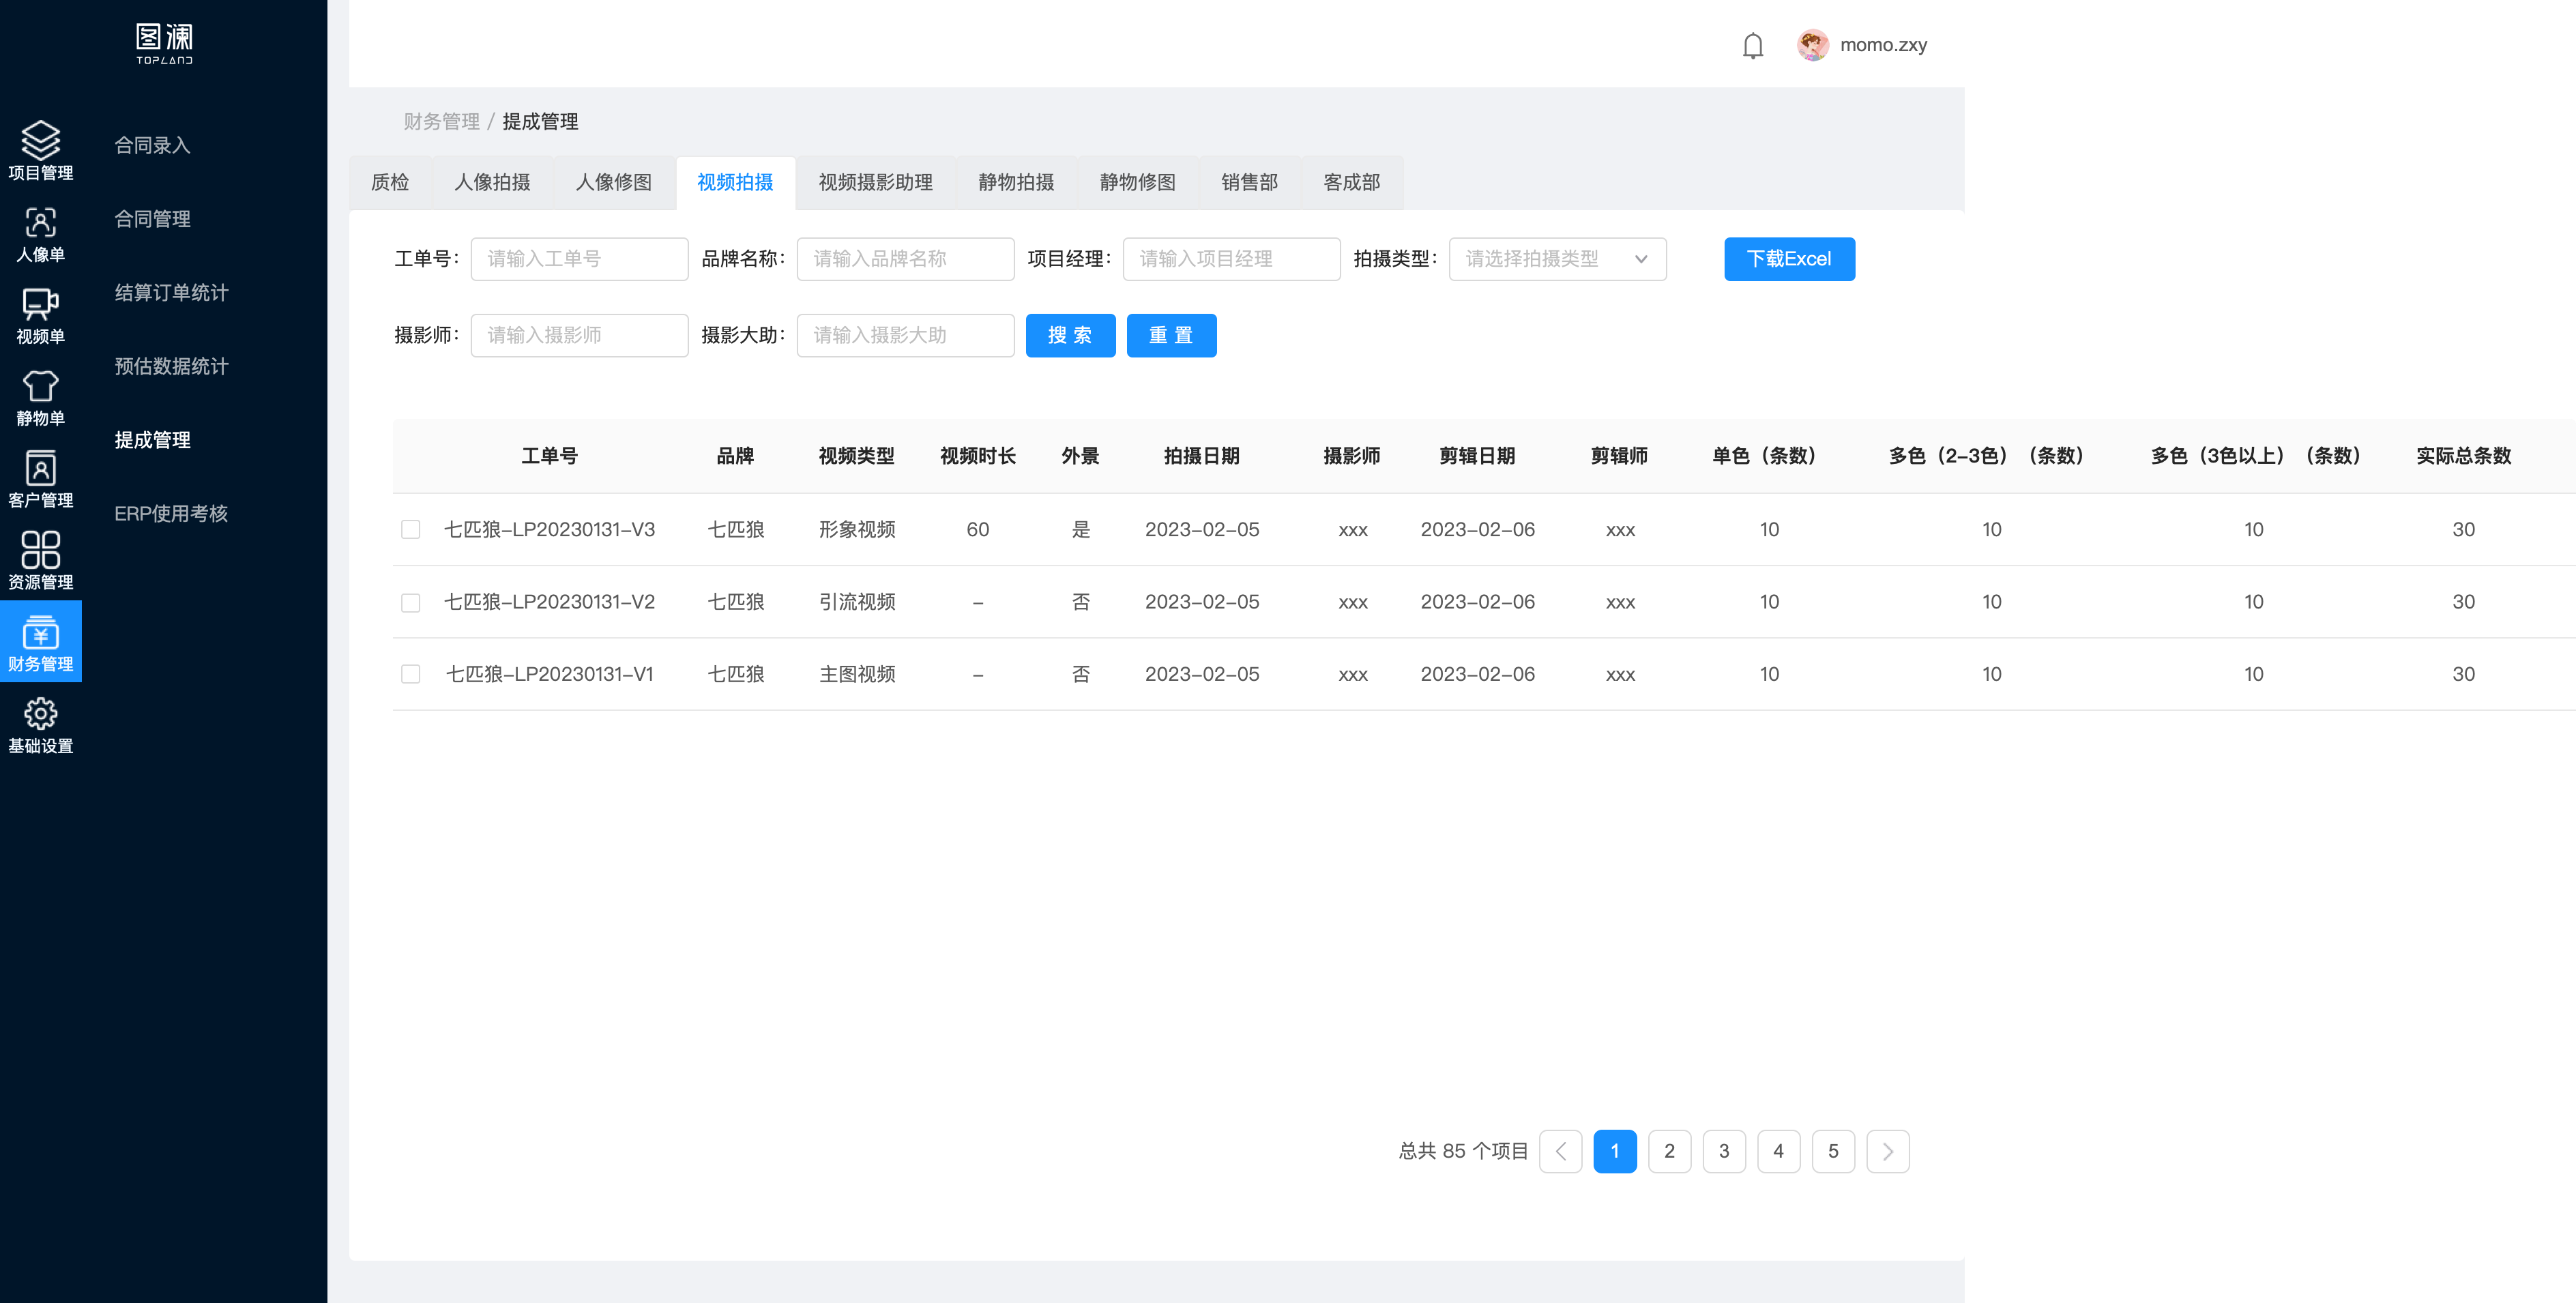 图澜
TOPLAND
momo.zxy
项目管理
人像单
视频单
静物单
客户管理
资源管理
财务管理
基础设置
合同录入
合同管理
结算订单统计
预估数据统计
提成管理
ERP使用考核
财务管理 / 提成管理
质检 人像拍摄 人像修图 视频拍摄 视频摄影助理 静物拍摄 静物修图 销售部 客成部
工单号： 请输入工单号 品牌名称： 请输入品牌名称 项目经理： 请输入项目经理 拍摄类型： 请选择拍摄类型 下载Excel
摄影师： 请输入摄影师 摄影大助： 请输入摄影大助 搜 索 重 置
工单号 品牌 视频类型 视频时长 外景 拍摄日期 摄影师 剪辑日期 剪辑师 单色（条数） 多色（2-3色）（条数） 多色（3色以上）（条数） 实际总条数
七匹狼-LP20230131-V3 七匹狼 形象视频 60 是 2023-02-05 xxx 2023-02-06 xxx 10 10 10 30
七匹狼-LP20230131-V2 七匹狼 引流视频 - 否 2023-02-05 xxx 2023-02-06 xxx 10 10 10 30
七匹狼-LP20230131-V1 七匹狼 主图视频 - 否 2023-02-05 xxx 2023-02-06 xxx 10 10 10 30
总共 85 个项目 1 2 3 4 5